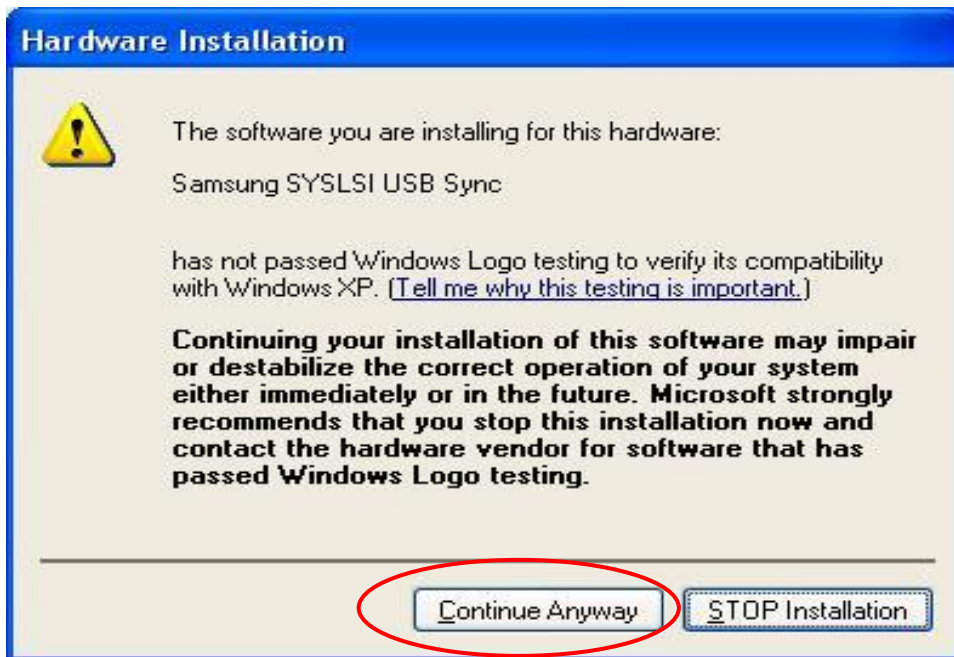 Hardware Installation
The software you are installing for this hardware:
Samsung SYSLSI USB Sync
has not passed Windows Logo testing to verify its compatibility
with Windows XP. (Tell me why this testing is important.)
Continuing your installation of this software may impair
or destabilize the correct operation of your system
either immediately or in the future. Microsoft strongly
recommends that you stop this installation now and
contact the hardware vendor for software that has
passed Windows Logo testing.
Continue Anyway
STOP Installation